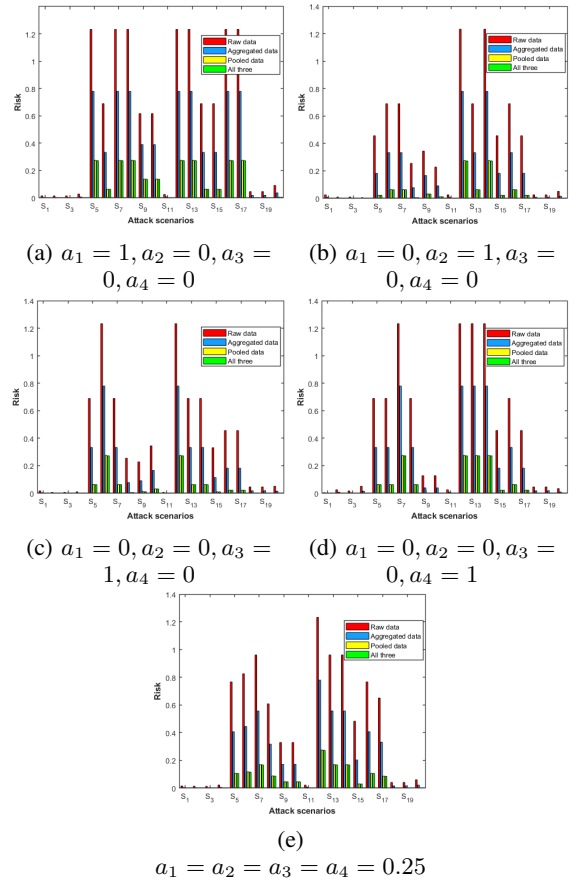 1.4
1.2
1
0.8
0.6
0.4
0.2
0
Risk
Raw data
Aggregated data
Pooled data
All three
S1 S3 S5 S7 S9 S11 S13 S15 S17 S19
Attack scenarios
(a) a1 = 1, a2 = 0, a3 =
0, a4 = 0
1.4
1.2
1
0.8
0.6
0.4
0.2
0
Risk
Raw data
Aggregated data
Pooled data
All three
S1 S3 S5 S7 S9 S11 S13 S15 S17 S19
Attack scenarios
(b) a1 = 0, a2 = 1, a3 =
0, a4 = 0
1.4
1.2
1
0.8
0.6
0.4
0.2
0
Risk
Raw data
Aggregated data
Pooled data
All three
S1 S3 S5 S7 S9 S11 S13 S15 S17 S19
Attack scenarios
(c) a1 = 0, a2 = 0, a3 =
1, a4 = 0
1.4
1.2
1
0.8
0.6
0.4
0.2
0
Risk
Raw data
Aggregated data
Pooled data
All three
S1 S3 S5 S7 S9 S11 S13 S15 S17 S19
Attack scenarios
(d) a1 = 0, a2 = 0, a3 =
0, a4 = 1
1.4
1.2
1
0.8
0.6
0.4
0.2
0
Risk
Raw data
Aggregated data
Pooled data
All three
S1 S3 S5 S7 S9 S11 S13 S15 S17 S19
Attack scenarios
(e)
a1 = a2 = a3 = a4 = 0.25